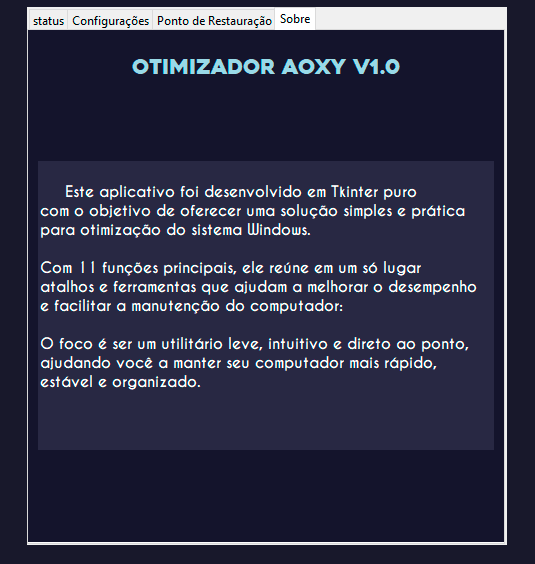 status Configurações Ponto de Restauração Sobre
OTIMIZADOR AOXY V1.0
Este aplicativo foi desenvolvido em Tkinter puro
com o objetivo de oferecer uma solução simples e prática
para otimização do sistema Windows.
Com 11 funções principais, ele reúne em um só lugar
atalhos e ferramentas que ajudam a melhorar o desempenho
e facilitar a manutenção do computador:
O foco é ser um utilitário leve, intuitivo e direto ao ponto,
ajudando você a manter seu computador mais rápido,
estável e organizado.